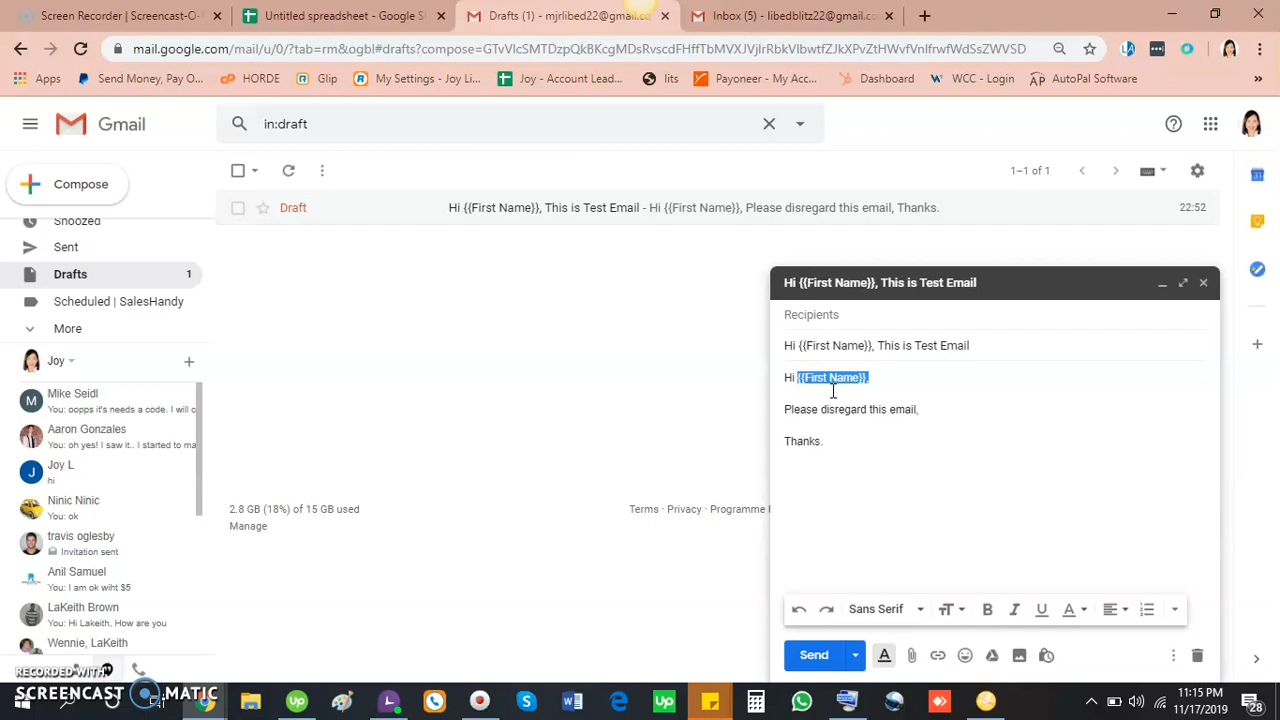 Screen Recorder | Screencast-O-
Untitled spreadsheet - Google S
Drafts (1) - mjrlibed22@gmail.co
Inbox (5) - libedblitz22@gmail.co
mail.google.com/mail/u/0/?tab=rm&ogbl#drafts?compose=GTvVlcSMTDzpQkBKcgMDsRvscdFHffTbMVXJVjlrRbkVlbwtfZJkXPvZtHWvfVnlfrwfWdSsZWVSD
Apps
Send Money, Pay O...
HORDE
Glip
My Settings - Joy Li...
Joy - Account Lead...
lits
Payoneer - My Acc...
Dashboard
WCC - Login
AutoPal Software
Gmail
in:draft
Compose
1–1 of 1
Snoozed
Draft
Hi {{First Name}}, This is Test Email - Hi {{First Name}}, Please disregard this email, Thanks.
22:52
Sent
Drafts
1
Scheduled | SalesHandy
More
Joy
Mike Seidl
You: oopps it's needs a code. I will c
Aaron Gonzales
You: oh yes! I saw it.. I started to ma
Joy L
hi
Ninic Ninic
You: ok
travis oglesby
Invitation sent
Anil Samuel
You: I am ok wiht $5
LaKeith Brown
You: Hi Lakeith, How are you
Wennie, LaKeith
2.8 GB (18%) of 15 GB used
Manage
Terms · Privacy · Programme P
Hi {{First Name}}, This is Test Email
Recipients
Hi {{First Name}}, This is Test Email
Hi {{First Name}},
Please disregard this email,
Thanks.
Sans Serif
Send
RECORDED WITH
SCREENCAST MATIC
11:15 PM
11/17/2019
28